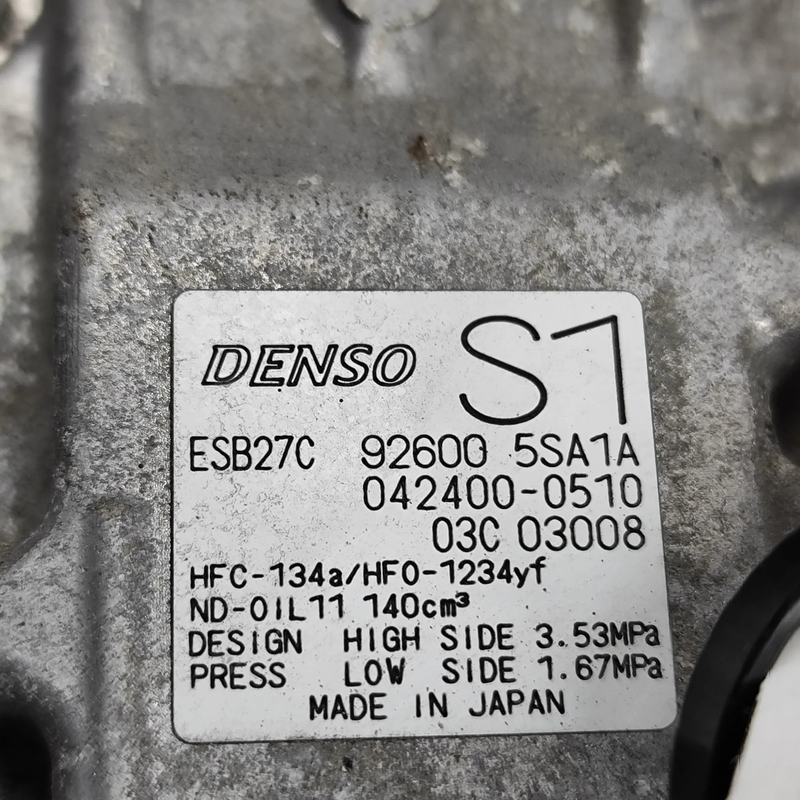 DENSO S1
ESB27C 92600 5SA1A
042400-0510
03C 03008
HFC-134a/HFO-1234yf
ND-OIL11 140cm³
DESIGN HIGH SIDE 3.53MPa
PRESS LOW SIDE 1.67MPa
MADE IN JAPAN